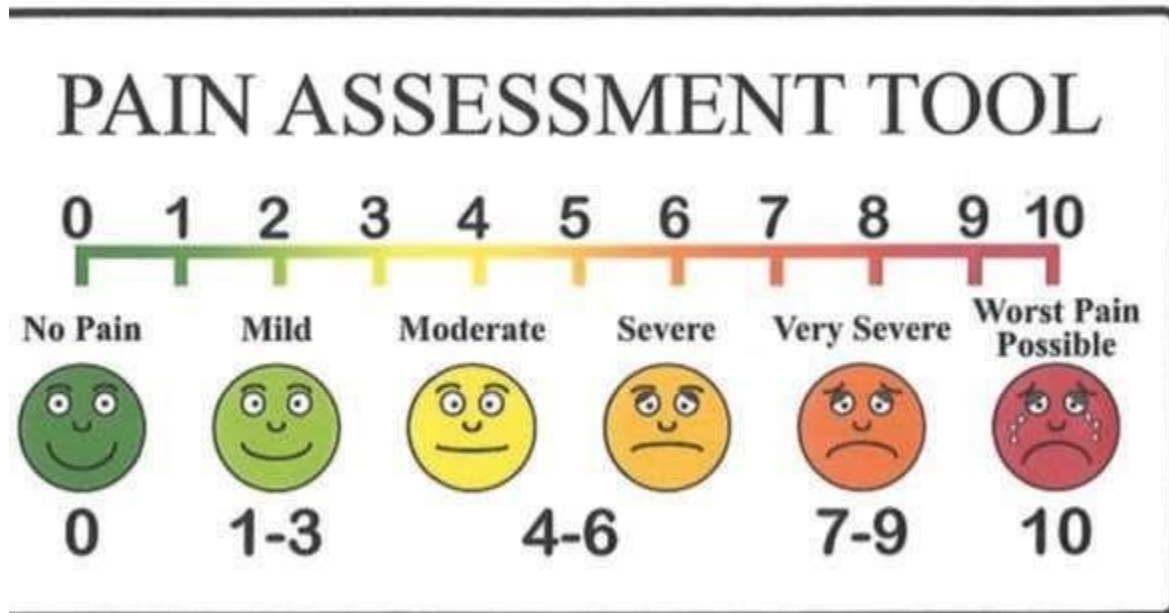 PAIN ASSESSMENT TOOL
0 1 2 3 4 5 6 7 8 9 10
No Pain Mild Moderate Severe Very Severe Worst Pain Possible
0 1-3 4-6 7-9 10